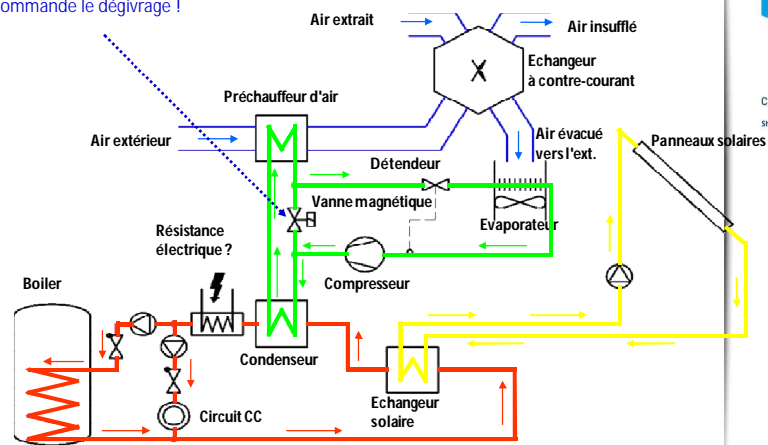 ommande le dégivrage !
Air extrait
Air insufflé
Echangeur
à contre-courant
Préchauffeur d'air
Air extérieur
Air évacué
vers l'ext.
Panneaux solaires
Détendeur
Vanne magnétique
Evaporateur
Résistance
électrique ?
Compresseur
Boiler
Condenseur
Echangeur
solaire
Circuit CC